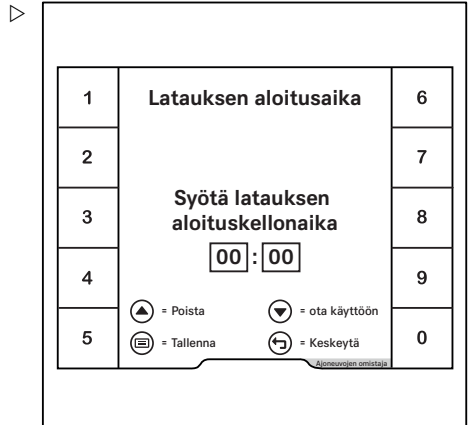 1
2
3
4
5
Latauksen aloitusaika
Syötä latauksen
aloituskellonaika
00 : 00
= Poista
= ota käyttöön
= Tallenna
= Keskeytä
Ajoneuvojen omistaja
6
7
8
9
0